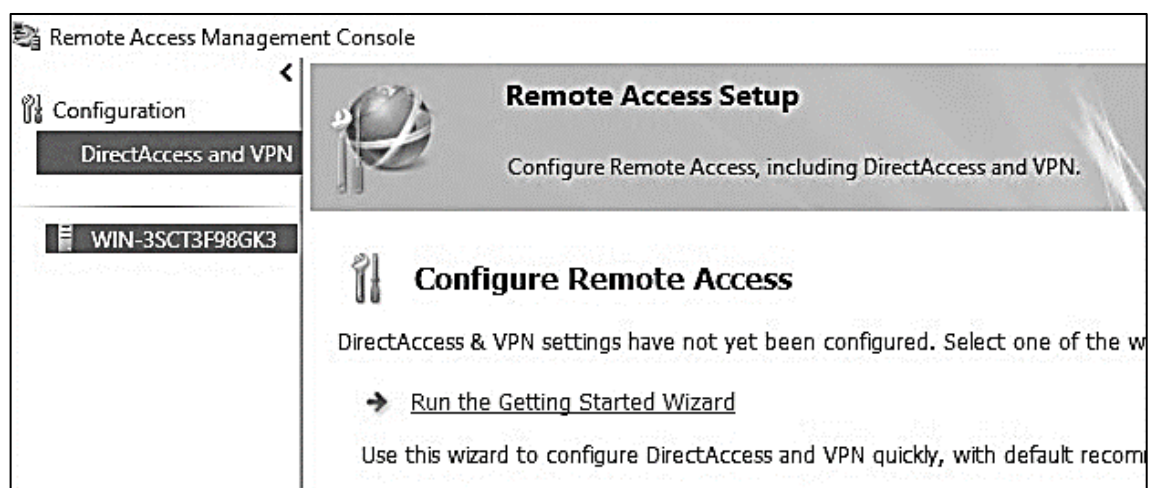 Remote Access Management Console
Configuration
DirectAccess and VPN
WIN-3SCT3F98GK3
Remote Access Setup
Configure Remote Access, including DirectAccess and VPN.
Configure Remote Access
DirectAccess & VPN settings have not yet been configured. Select one of the w
Run the Getting Started Wizard
Use this wizard to configure DirectAccess and VPN quickly, with default recom